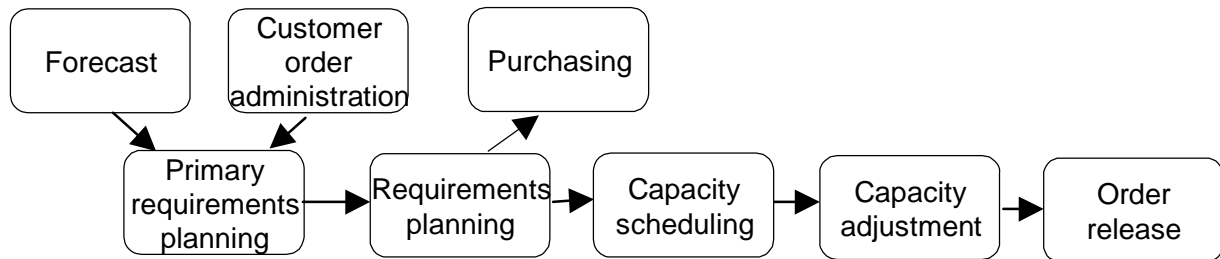 Forecast
Customer
order
administration
Purchasing
Primary
requirements
planning
Requirements
planning
Capacity
scheduling
Capacity
adjustment
Order
release